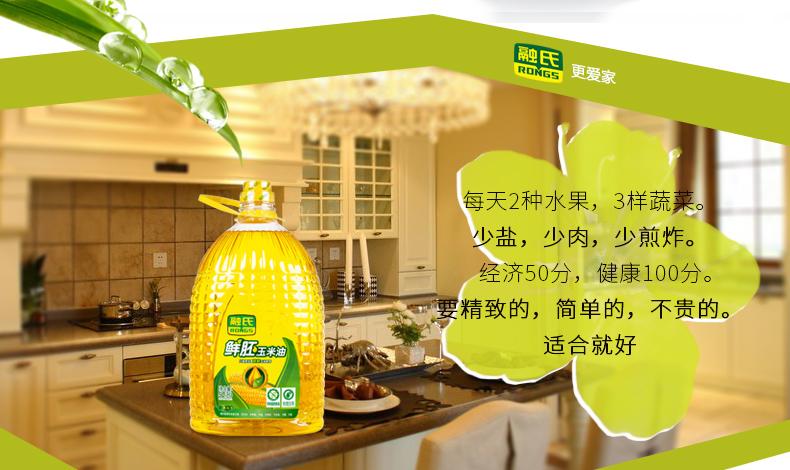 融氏
RONGS
更爱家
每天2种水果，3样蔬菜。
少盐，少肉，少煎炸。
经济50分，健康100分。
要精致的，简单的，不贵的。
适合就好
融氏
RONGS
鲜胚玉米油